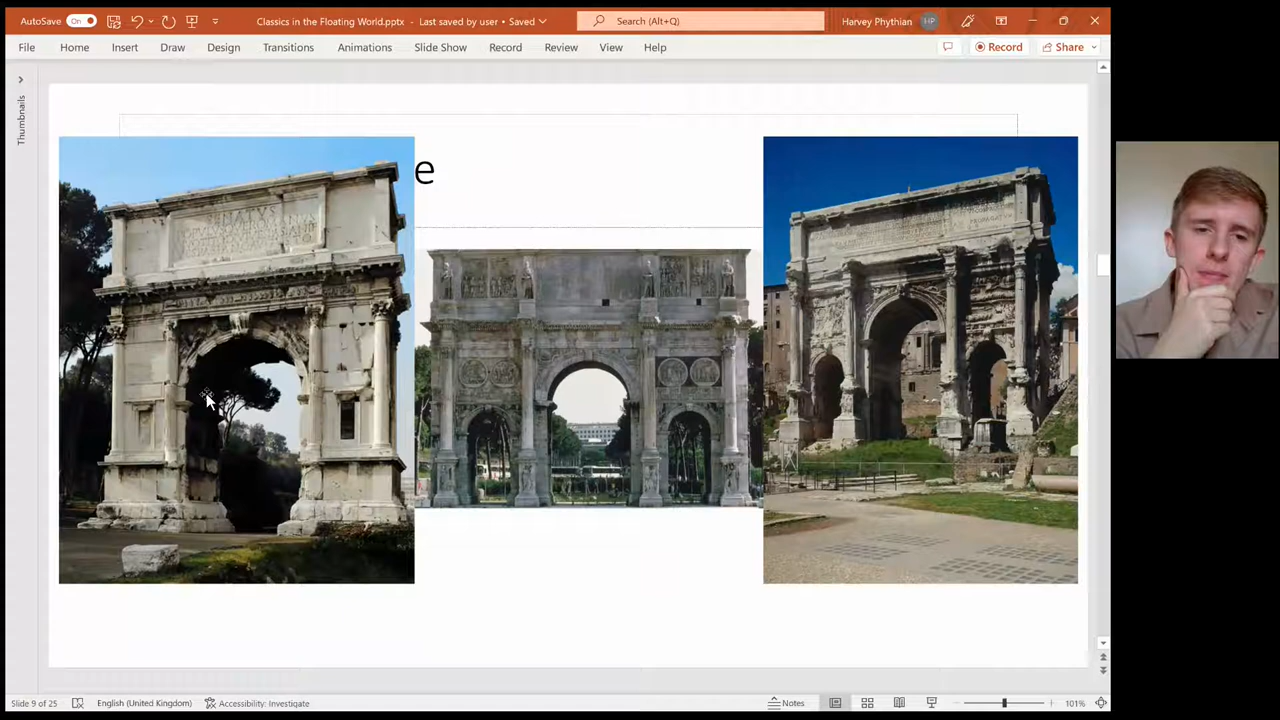 AutoSave On Classics in the Floating World.pptx - Last saved by user • Saved Search (Alt+Q) Harvey Phythian HP
File Home Insert Draw Design Transitions Animations Slide Show Record Review View Help Record Share
Thumbnails
e
SENATVS
Slide 9 of 25 English (United Kingdom) Accessibility: Investigate Notes 101%